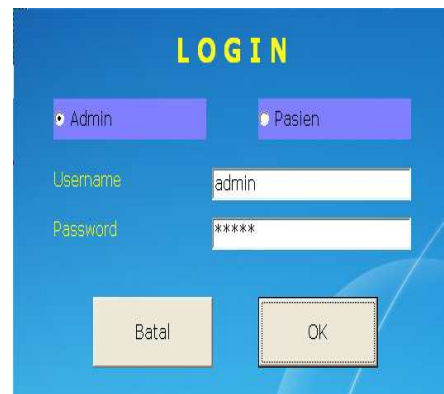 LOGIN
Admin Pasien
Username admin
Password *****
Batal OK